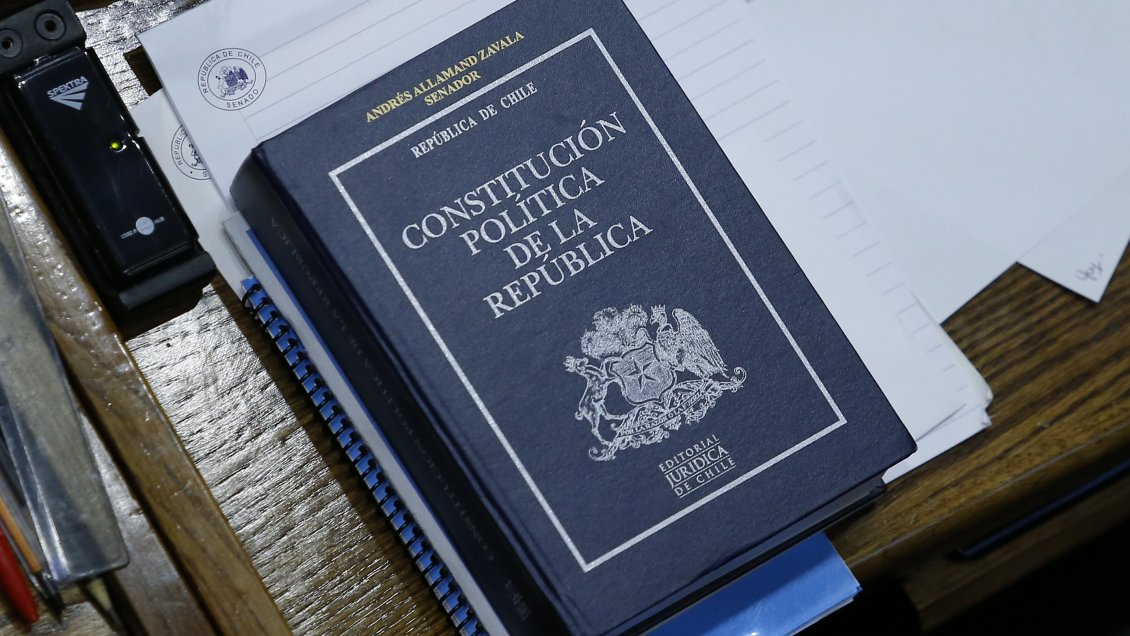 SPEKTRA
REPÚBLICA DE CHILE
SENADO
ANDRÉS ALLAMAND ZAVALA
SENADOR
REPÚBLICA DE CHILE
CONSTITUCIÓN
POLÍTICA
DE LA
REPÚBLICA
EDITORIAL
JURIDICA
DE CHILE